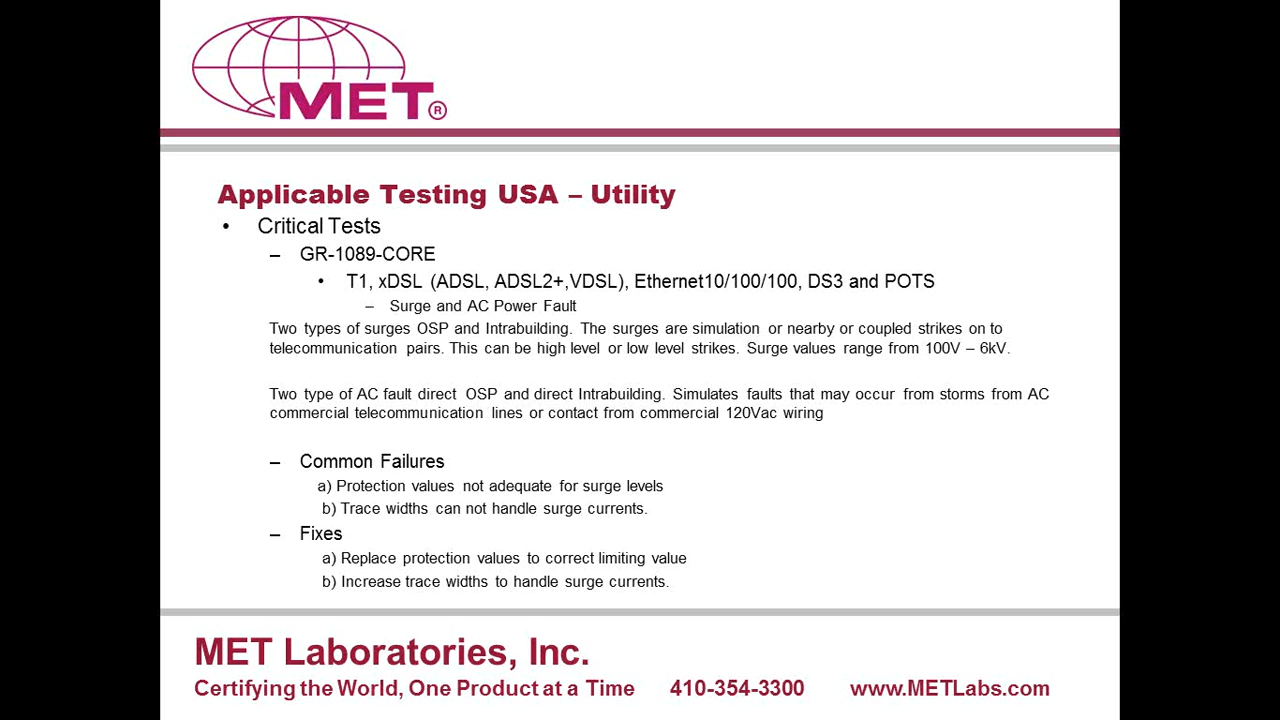 MET®
Applicable Testing USA – Utility
• Critical Tests
– GR-1089-CORE
• T1, xDSL (ADSL, ADSL2+,VDSL), Ethernet10/100/100, DS3 and POTS
– Surge and AC Power Fault
Two types of surges OSP and Intrabuilding. The surges are simulation or nearby or coupled strikes on to
telecommunication pairs. This can be high level or low level strikes. Surge values range from 100V – 6kV.
Two type of AC fault direct OSP and direct Intrabuilding. Simulates faults that may occur from storms from AC
commercial telecommunication lines or contact from commercial 120Vac wiring
– Common Failures
a) Protection values not adequate for surge levels
b) Trace widths can not handle surge currents.
– Fixes
a) Replace protection values to correct limiting value
b) Increase trace widths to handle surge currents.
MET Laboratories, Inc.
Certifying the World, One Product at a Time 410-354-3300 www.METLabs.com